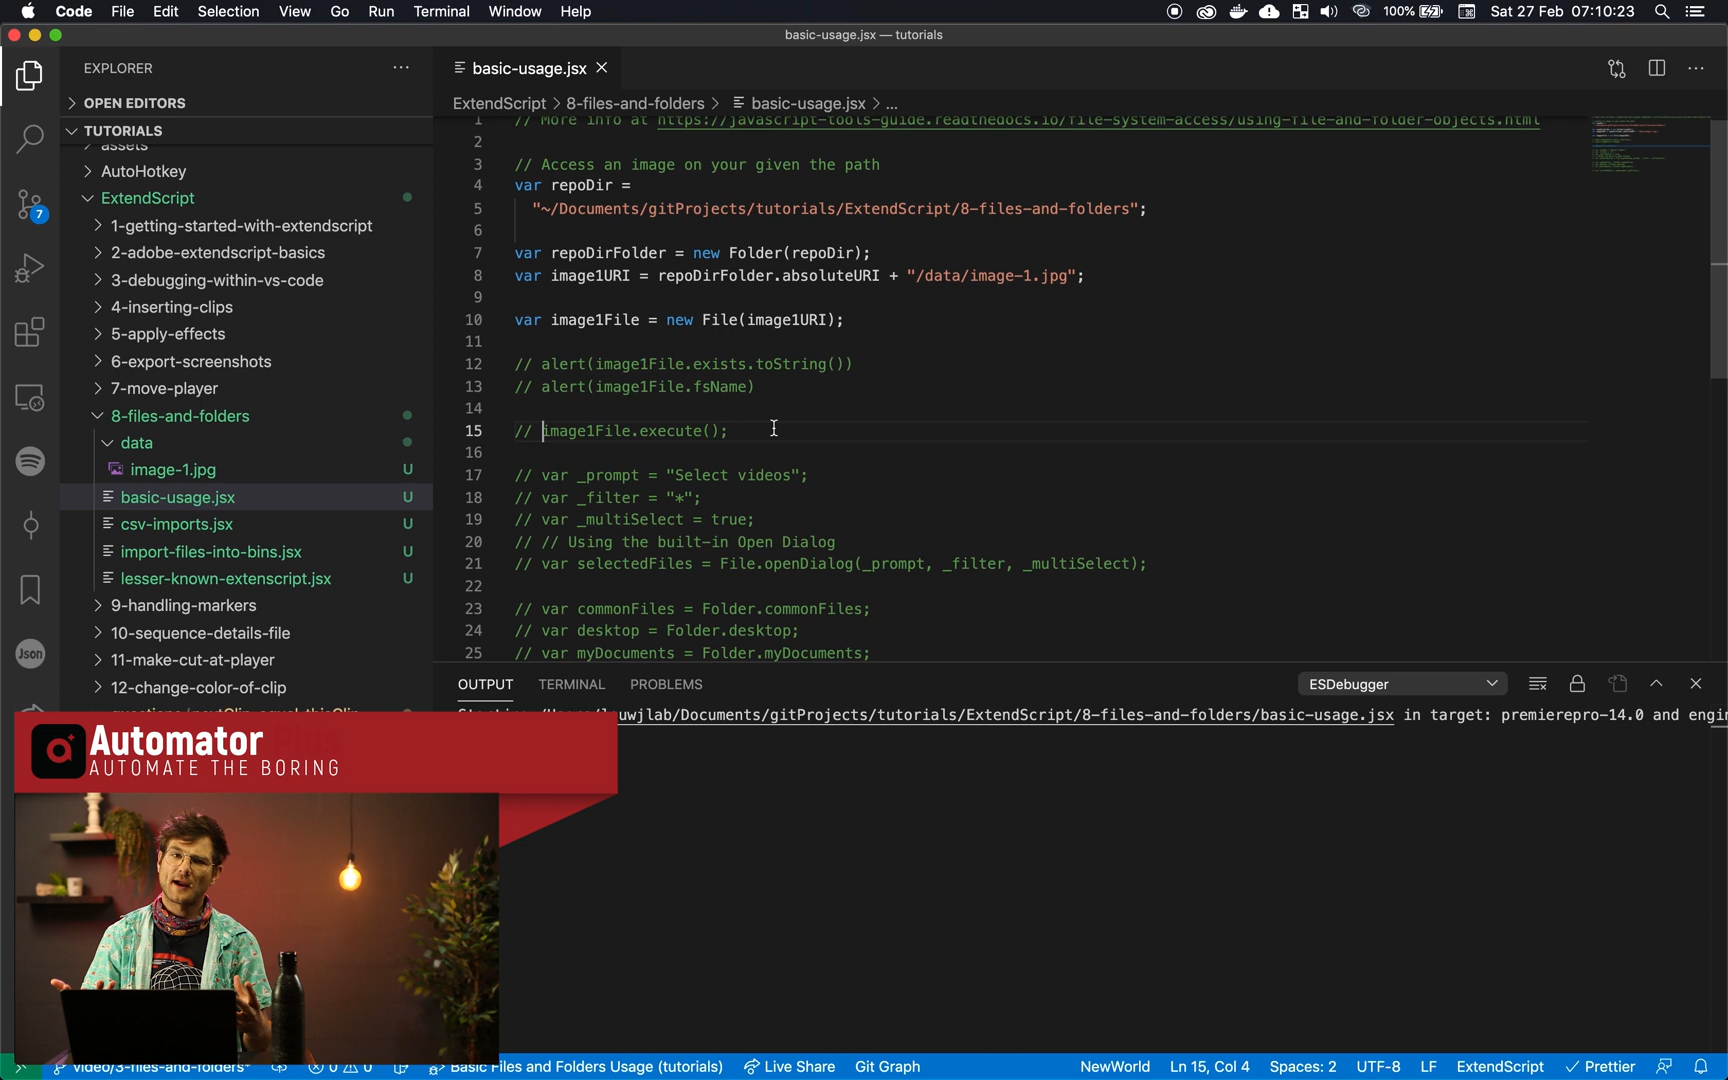 Code File Edit Selection View Go Run Terminal Window Help 100% Sat 27 Feb 07:10:23
basic-usage.jsx — tutorials
EXPLORER
basic-usage.jsx
OPEN EDITORS
ExtendScript > 8-files-and-folders > basic-usage.jsx > ...
TUTORIALS
assets
AutoHotkey
ExtendScript
1-getting-started-with-extendscript
2-adobe-extendscript-basics
3-debugging-within-vs-code
4-inserting-clips
5-apply-effects
6-export-screenshots
7-move-player
8-files-and-folders
data
image-1.jpg U
basic-usage.jsx U
csv-imports.jsx U
import-files-into-bins.jsx U
lesser-known-extenscript.jsx U
9-handling-markers
10-sequence-details-file
11-make-cut-at-player
12-change-color-of-clip
7
Json
1 // More info at https://javascript-tools-guide.readthedocs.io/file-system-access/using-file-and-folder-objects.html
2
3 // Access an image on your given the path
4 var repoDir =
5 "~/Documents/gitProjects/tutorials/ExtendScript/8-files-and-folders";
6
7 var repoDirFolder = new Folder(repoDir);
8 var image1URI = repoDirFolder.absoluteURI + "/data/image-1.jpg";
9
10 var image1File = new File(image1URI);
11
12 // alert(image1File.exists.toString())
13 // alert(image1File.fsName)
14
15 // image1File.execute();
16
17 // var _prompt = "Select videos";
18 // var _filter = "*";
19 // var _multiSelect = true;
20 // // Using the built-in Open Dialog
21 // var selectedFiles = File.openDialog(_prompt, _filter, _multiSelect);
22
23 // var commonFiles = Folder.commonFiles;
24 // var desktop = Folder.desktop;
25 // var myDocuments = Folder.myDocuments;
OUTPUT TERMINAL PROBLEMS ESDebugger
/Documents/gitProjects/tutorials/ExtendScript/8-files-and-folders/basic-usage.jsx in target: premierepro-14.0 and engin
Automator
AUTOMATE THE BORING
video/3-files-and-folders* 0 0 Basic Files and Folders Usage (tutorials) Live Share Git Graph NewWorld Ln 15, Col 4 Spaces: 2 UTF-8 LF ExtendScript Prettier